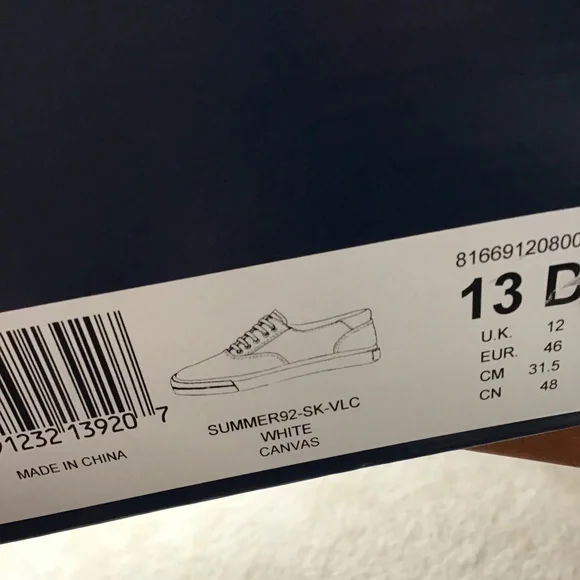 81669120800
13 D
U.K. 12
EUR. 46
CM 31.5
CN 48
91232 13920 7
MADE IN CHINA
SUMMER92-SK-VLC
WHITE
CANVAS